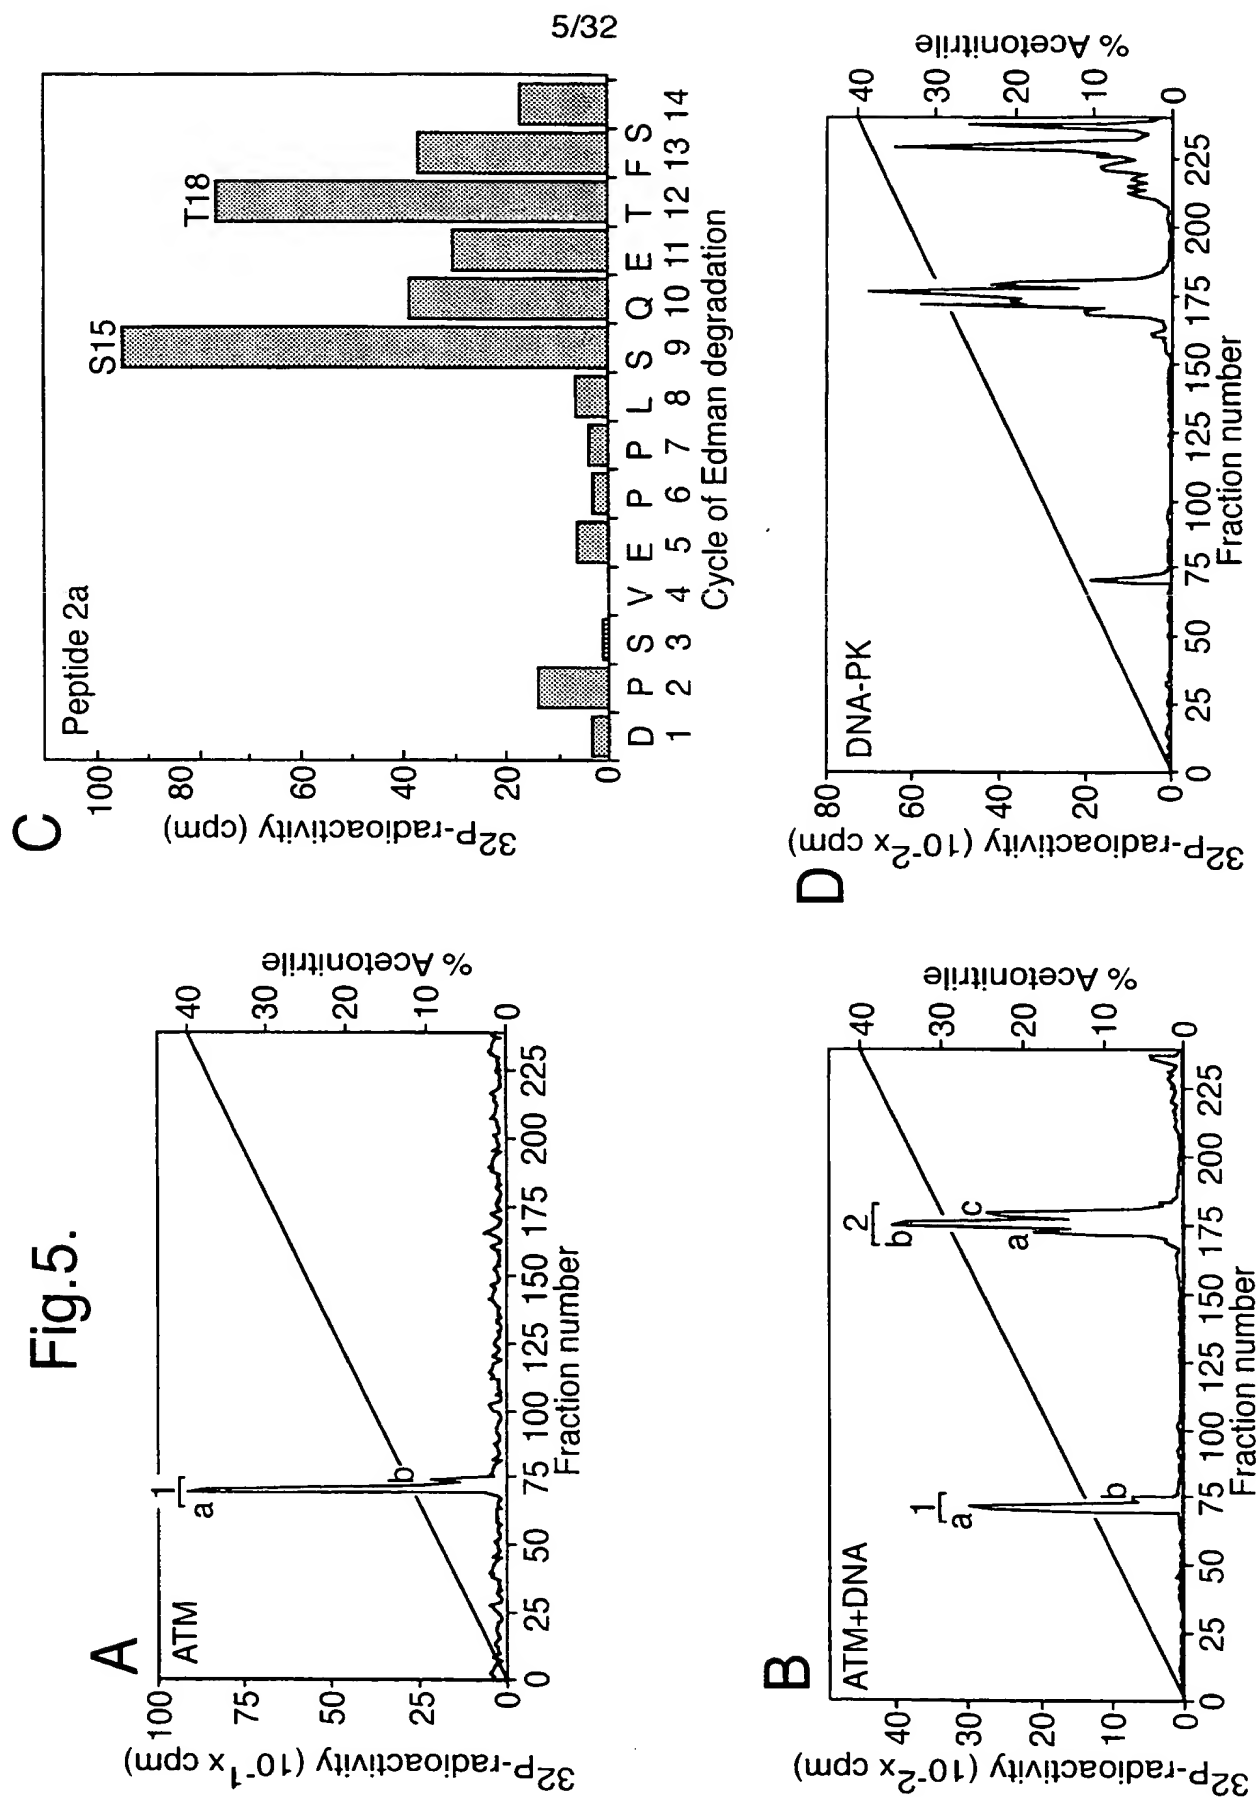 5/32
Fig.5.
A
ATM
32P-radioactivity (10-1 x cpm)
100
75
50
25
0
1
a
b
40
30
20
10
0
% Acetonitrile
0 25 50 75 100 125 150 175 200 225
Fraction number
B
ATM+DNA
32P-radioactivity (10-2 x cpm)
40
30
20
10
0
1
a
b
2
a
b
c
40
30
20
10
0
% Acetonitrile
0 25 50 75 100 125 150 175 200 225
Fraction number
C
Peptide 2a
32P-radioactivity (cpm)
100
80
60
40
20
0
S15
T18
D P S V E P P L S Q E T F S
1 2 3 4 5 6 7 8 9 10 11 12 13 14
Cycle of Edman degradation
D
DNA-PK
32P-radioactivity (10-2 x cpm)
80
60
40
20
0
40
30
20
10
0
% Acetonitrile
0 25 50 75 100 125 150 175 200 225
Fraction number